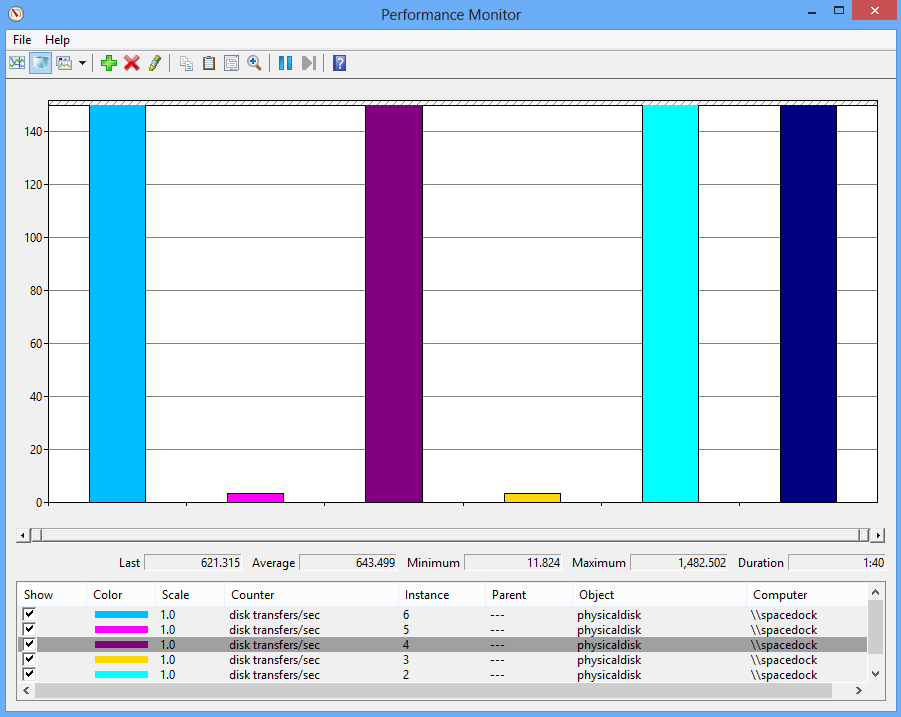 Performance Monitor
File Help
140
120
100
80
60
40
20
0
Last 621.315 Average 643.499 Minimum 11.824 Maximum 1,482.502 Duration 1:40
Show Color Scale Counter Instance Parent Object Computer
1.0 disk transfers/sec 6 --- physicaldisk \\spacedock
1.0 disk transfers/sec 5 --- physicaldisk \\spacedock
1.0 disk transfers/sec 4 --- physicaldisk \\spacedock
1.0 disk transfers/sec 3 --- physicaldisk \\spacedock
1.0 disk transfers/sec 2 --- physicaldisk \\spacedock